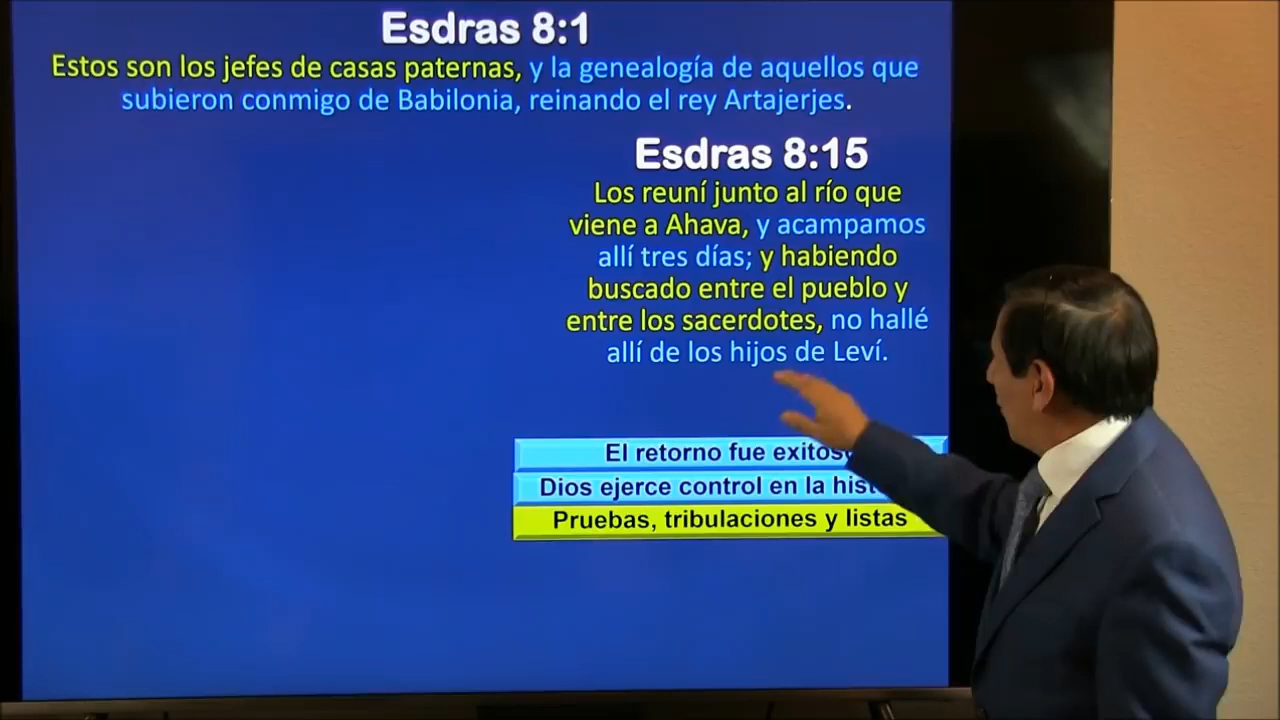 Esdras 8:1
Estos son los jefes de casas paternas, y la genealogía de aquellos que
subieron conmigo de Babilonia, reinando el rey Artajerjes.
Esdras 8:15
Los reuní junto al río que
viene a Ahava, y acampamos
allí tres días; y habiendo
buscado entre el pueblo y
entre los sacerdotes, no hallé
allí de los hijos de Leví.
El retorno fue
Dios ejerce control en la
Pruebas, tribulaciones y listas